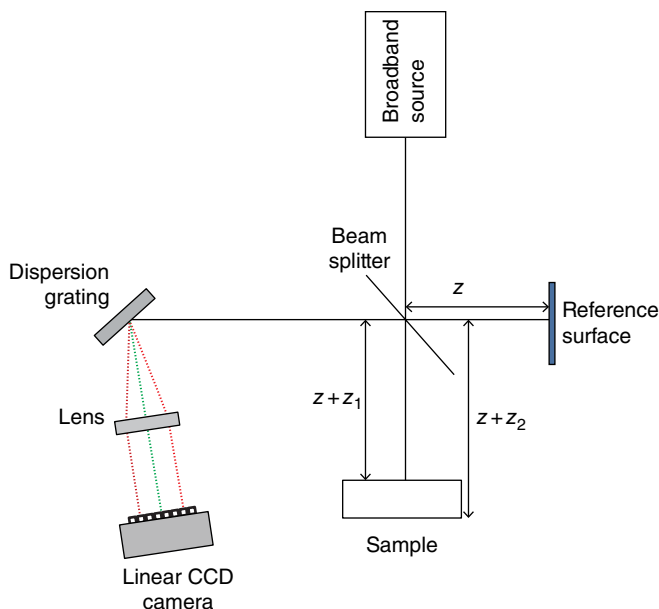 Broadband
source
Beam
splitter
Dispersion
grating
z
Reference
surface
Lens
z + z₁
z + z₂
Sample
Linear CCD
camera